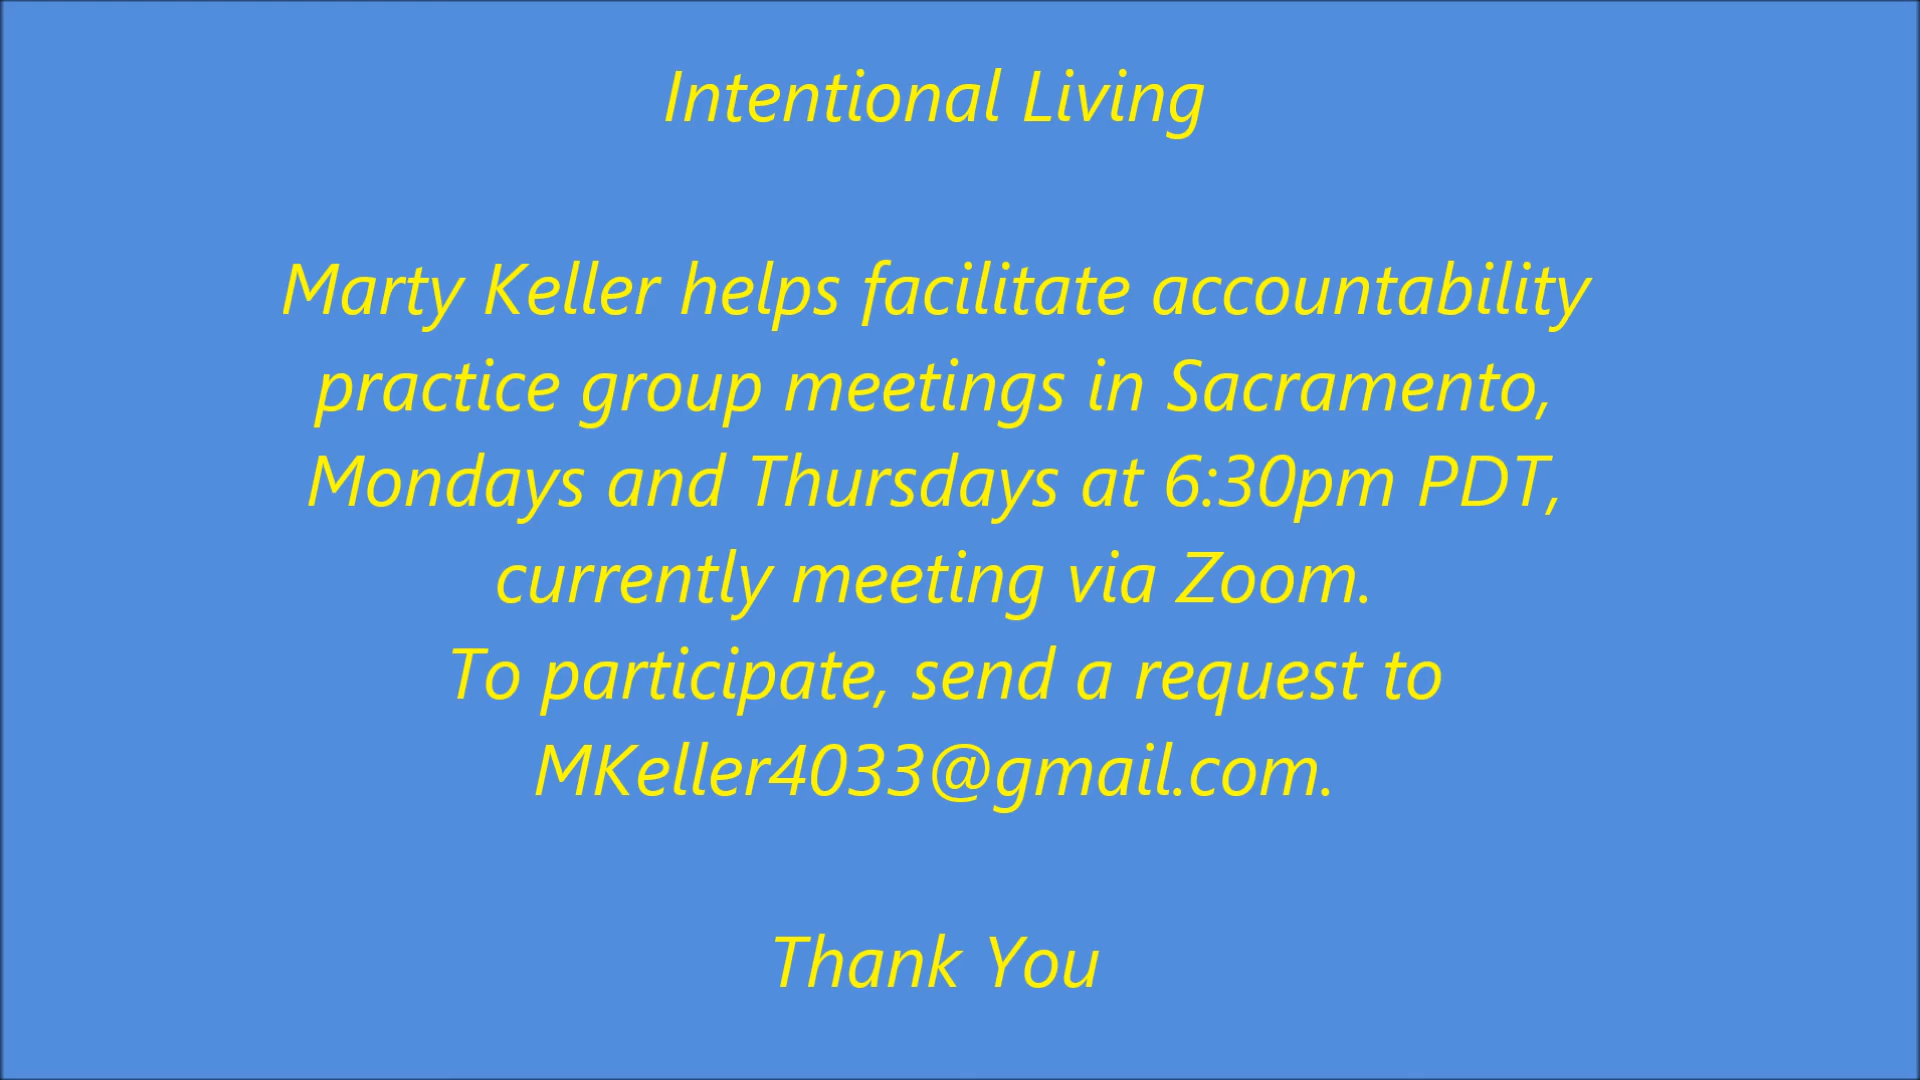 Intentional Living
Marty Keller helps facilitate accountability
practice group meetings in Sacramento,
Mondays and Thursdays at 6:30pm PDT,
currently meeting via Zoom.
To participate, send a request to
MKeller4033@gmail.com.
Thank You